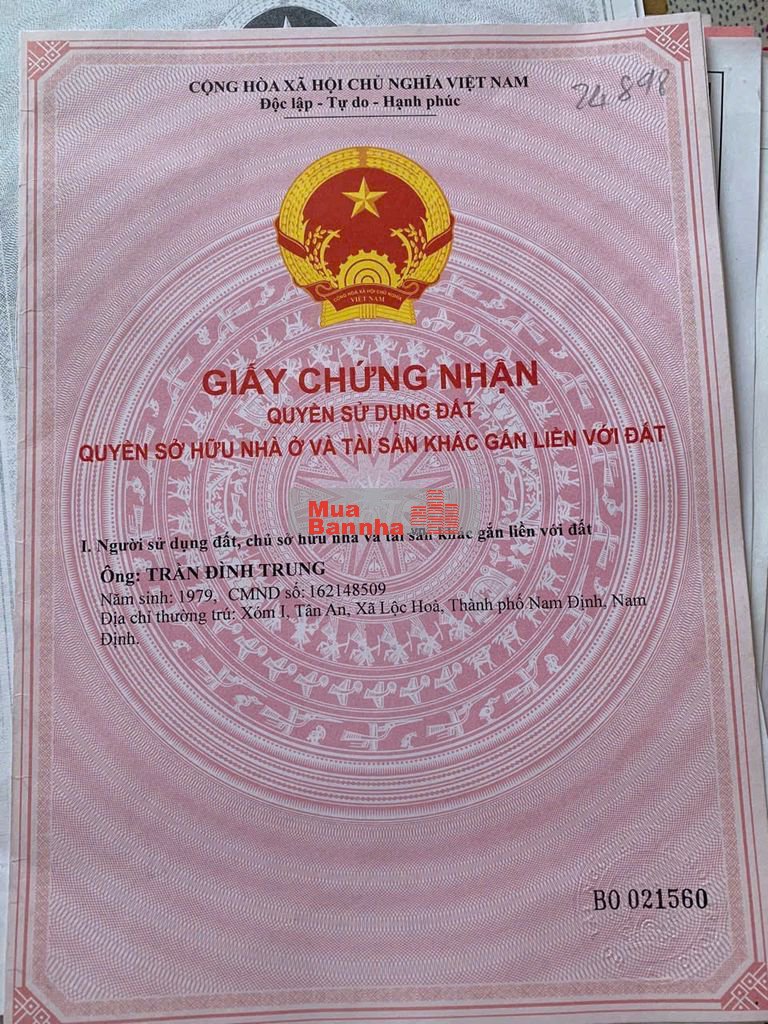 CỘNG HÒA XÃ HỘI CHỦ NGHĨA VIỆT NAM
Độc lập - Tự do - Hạnh phúc
24898
CỘNG HÒA XÃ HỘI CHỦ NGHĨA
VIỆT NAM
GIẤY CHỨNG NHẬN
QUYỀN SỬ DỤNG ĐẤT
QUYỀN SỞ HỮU NHÀ Ở VÀ TÀI SẢN KHÁC GẮN LIỀN VỚI ĐẤT
Mua
Bannha
I. Người sử dụng đất, chủ sở hữu nhà và tài sản khác gắn liền với đất
Ông: TRẦN ĐÌNH TRUNG
Năm sinh: 1979, CMND số: 162148509
Địa chỉ thường trú: Xóm I, Tân An, Xã Lộc Hoà, Thành phố Nam Định, Nam
Định.
BO 021560